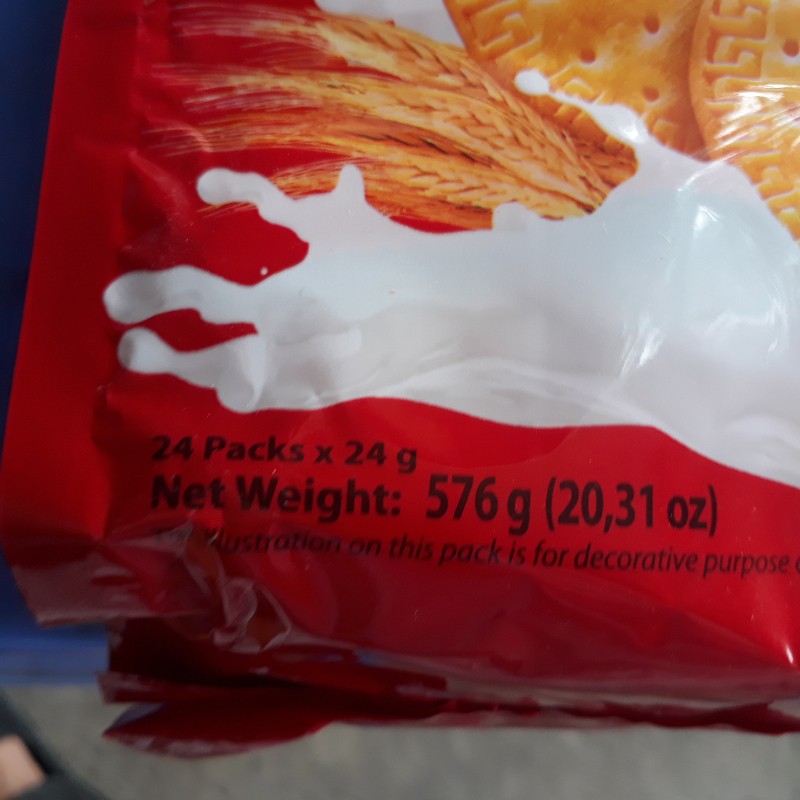 24 Packs x 24 g
Net Weight: 576 g (20,31 oz)
illustration on this pack is for decorative purpose